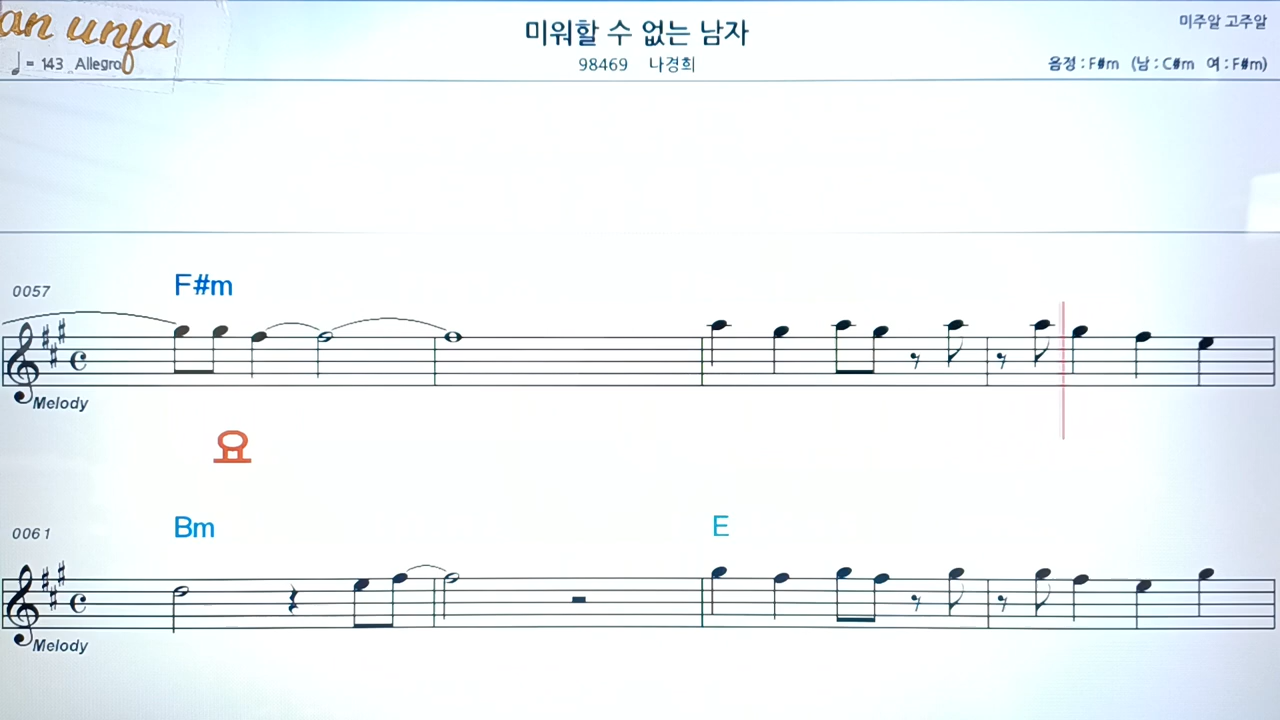 an unfa
미워할 수 없는 남자
미주알 고주알
♩ = 143 Allegro
98469 나경희
음정 : F#m (남 : C#m 여 : F#m)
0057
F#m
Melody
요
0061
Bm
E
Melody